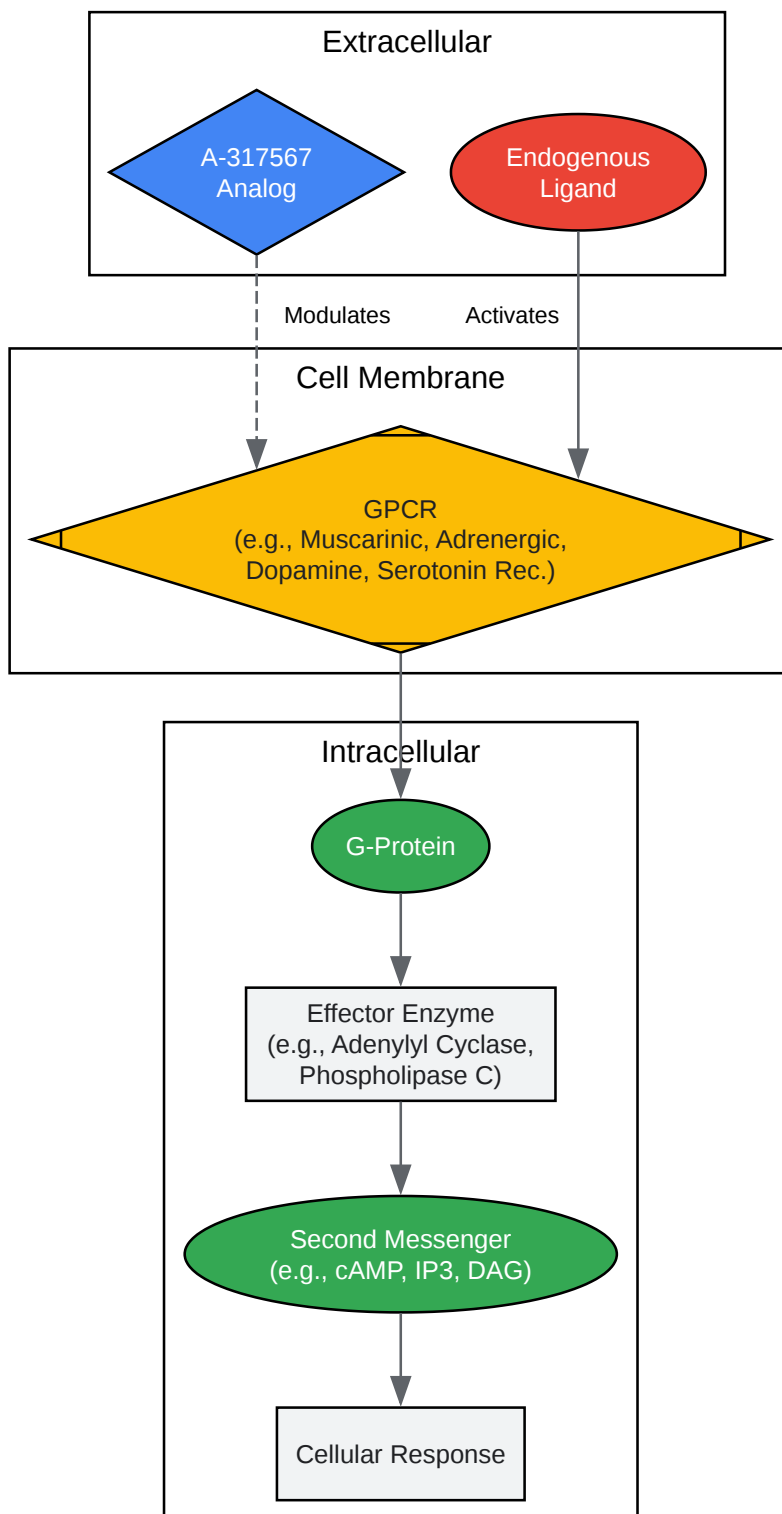 Extracellular
A-317567
Analog
Endogenous
Ligand
Modulates
Activates
Cell Membrane
GPCR
(e.g., Muscarinic, Adrenergic,
Dopamine, Serotonin Rec.)
Intracellular
G-Protein
Effector Enzyme
(e.g., Adenylyl Cyclase,
Phospholipase C)
Second Messenger
(e.g., cAMP, IP3, DAG)
Cellular Response